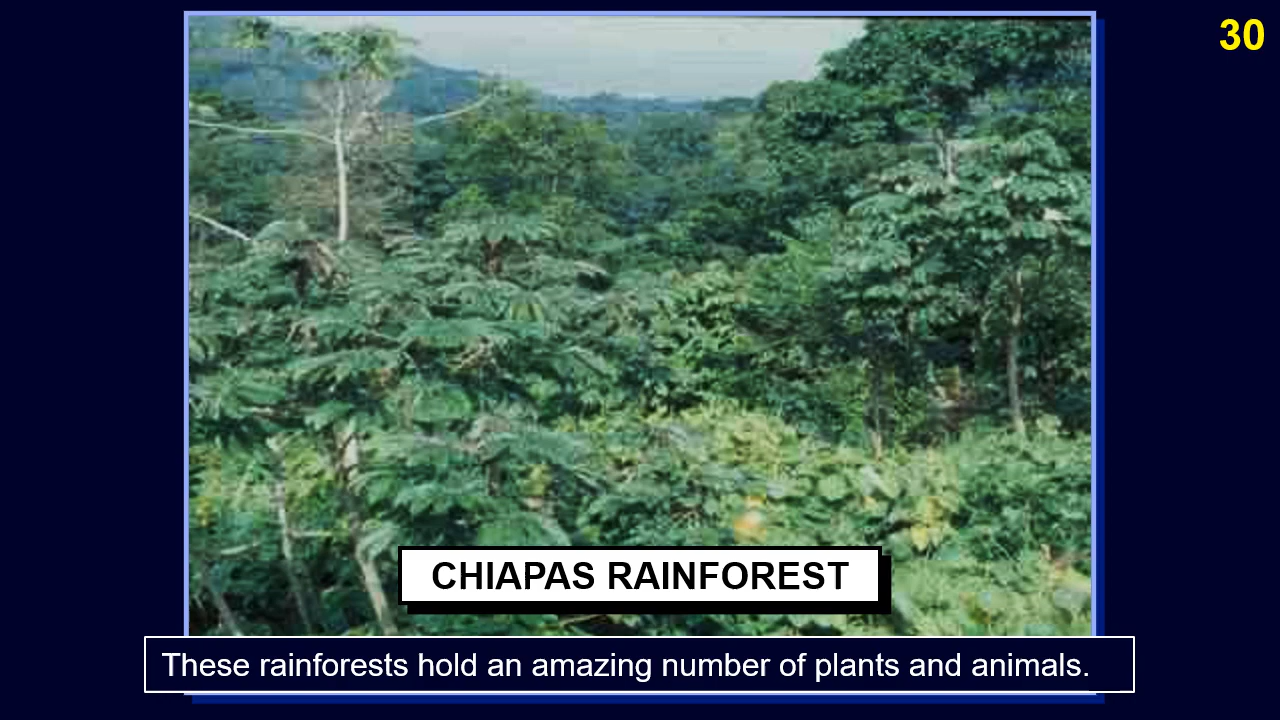 30
CHIAPAS RAINFOREST
These rainforests hold an amazing number of plants and animals.